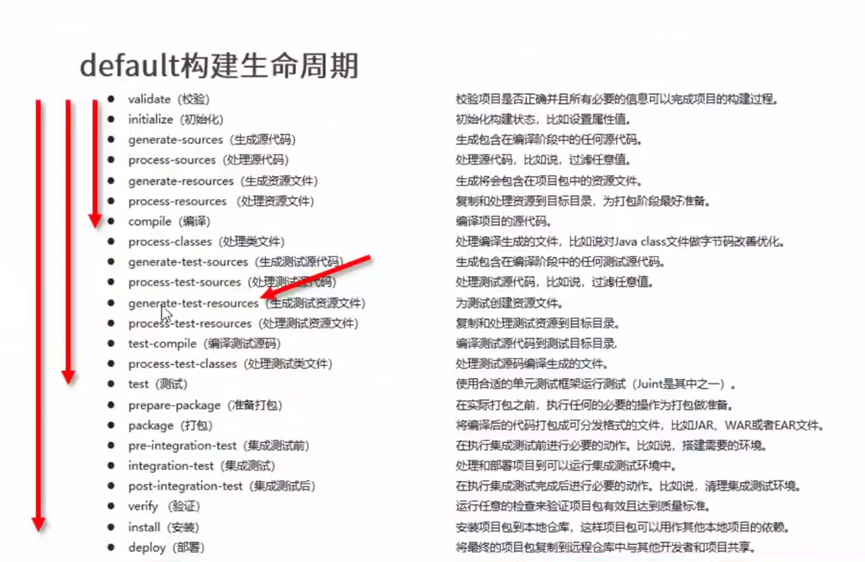 default构建生命周期
validate（校验） 校验项目是否正确并且所有必要的信息可以完成项目的构建过程。
initialize（初始化） 初始化构建状态，比如设置属性值。
generate-sources（生成源代码） 生成包含在编译阶段中的任何源代码。
process-sources（处理源代码） 处理源代码，比如说，过滤任意值。
generate-resources（生成资源文件） 生成将会包含在项目包中的资源文件。
process-resources （处理资源文件） 复制和处理资源到目标目录，为打包阶段最好准备。
compile（编译） 编译项目的源代码。
process-classes（处理类文件） 处理编译生成的文件，比如说对Java class文件做字节码改善优化。
generate-test-sources（生成测试源代码） 生成包含在编译阶段中的任何测试源代码。
process-test-sources（处理测试源代码） 处理测试源代码，比如说，过滤任意值。
generate-test-resources（生成测试资源文件） 为测试创建资源文件。
process-test-resources（处理测试资源文件） 复制和处理测试资源到目标目录。
test-compile（编译测试源码） 编译测试源代码到测试目标目录.
process-test-classes（处理测试类文件） 处理测试源码编译生成的文件。
test（测试） 使用合适的单元测试框架运行测试（Juint是其中之一）。
prepare-package（准备打包） 在实际打包之前，执行任何的必要的操作为打包做准备。
package（打包） 将编译后的代码打包成可分发格式的文件，比如JAR、WAR或者EAR文件。
pre-integration-test（集成测试前） 在执行集成测试前进行必要的动作。比如说，搭建需要的环境。
integration-test（集成测试） 处理和部署项目到可以运行集成测试环境中。
post-integration-test（集成测试后） 在执行集成测试完成后进行必要的动作。比如说，清理集成测试环境。
verify （验证） 运行任意的检查来验证项目包有效且达到质量标准。
install（安装） 安装项目包到本地仓库，这样项目包可以用作其他本地项目的依赖。
deploy（部署） 将最终的项目包复制到远程仓库中与其他开发者和项目共享。